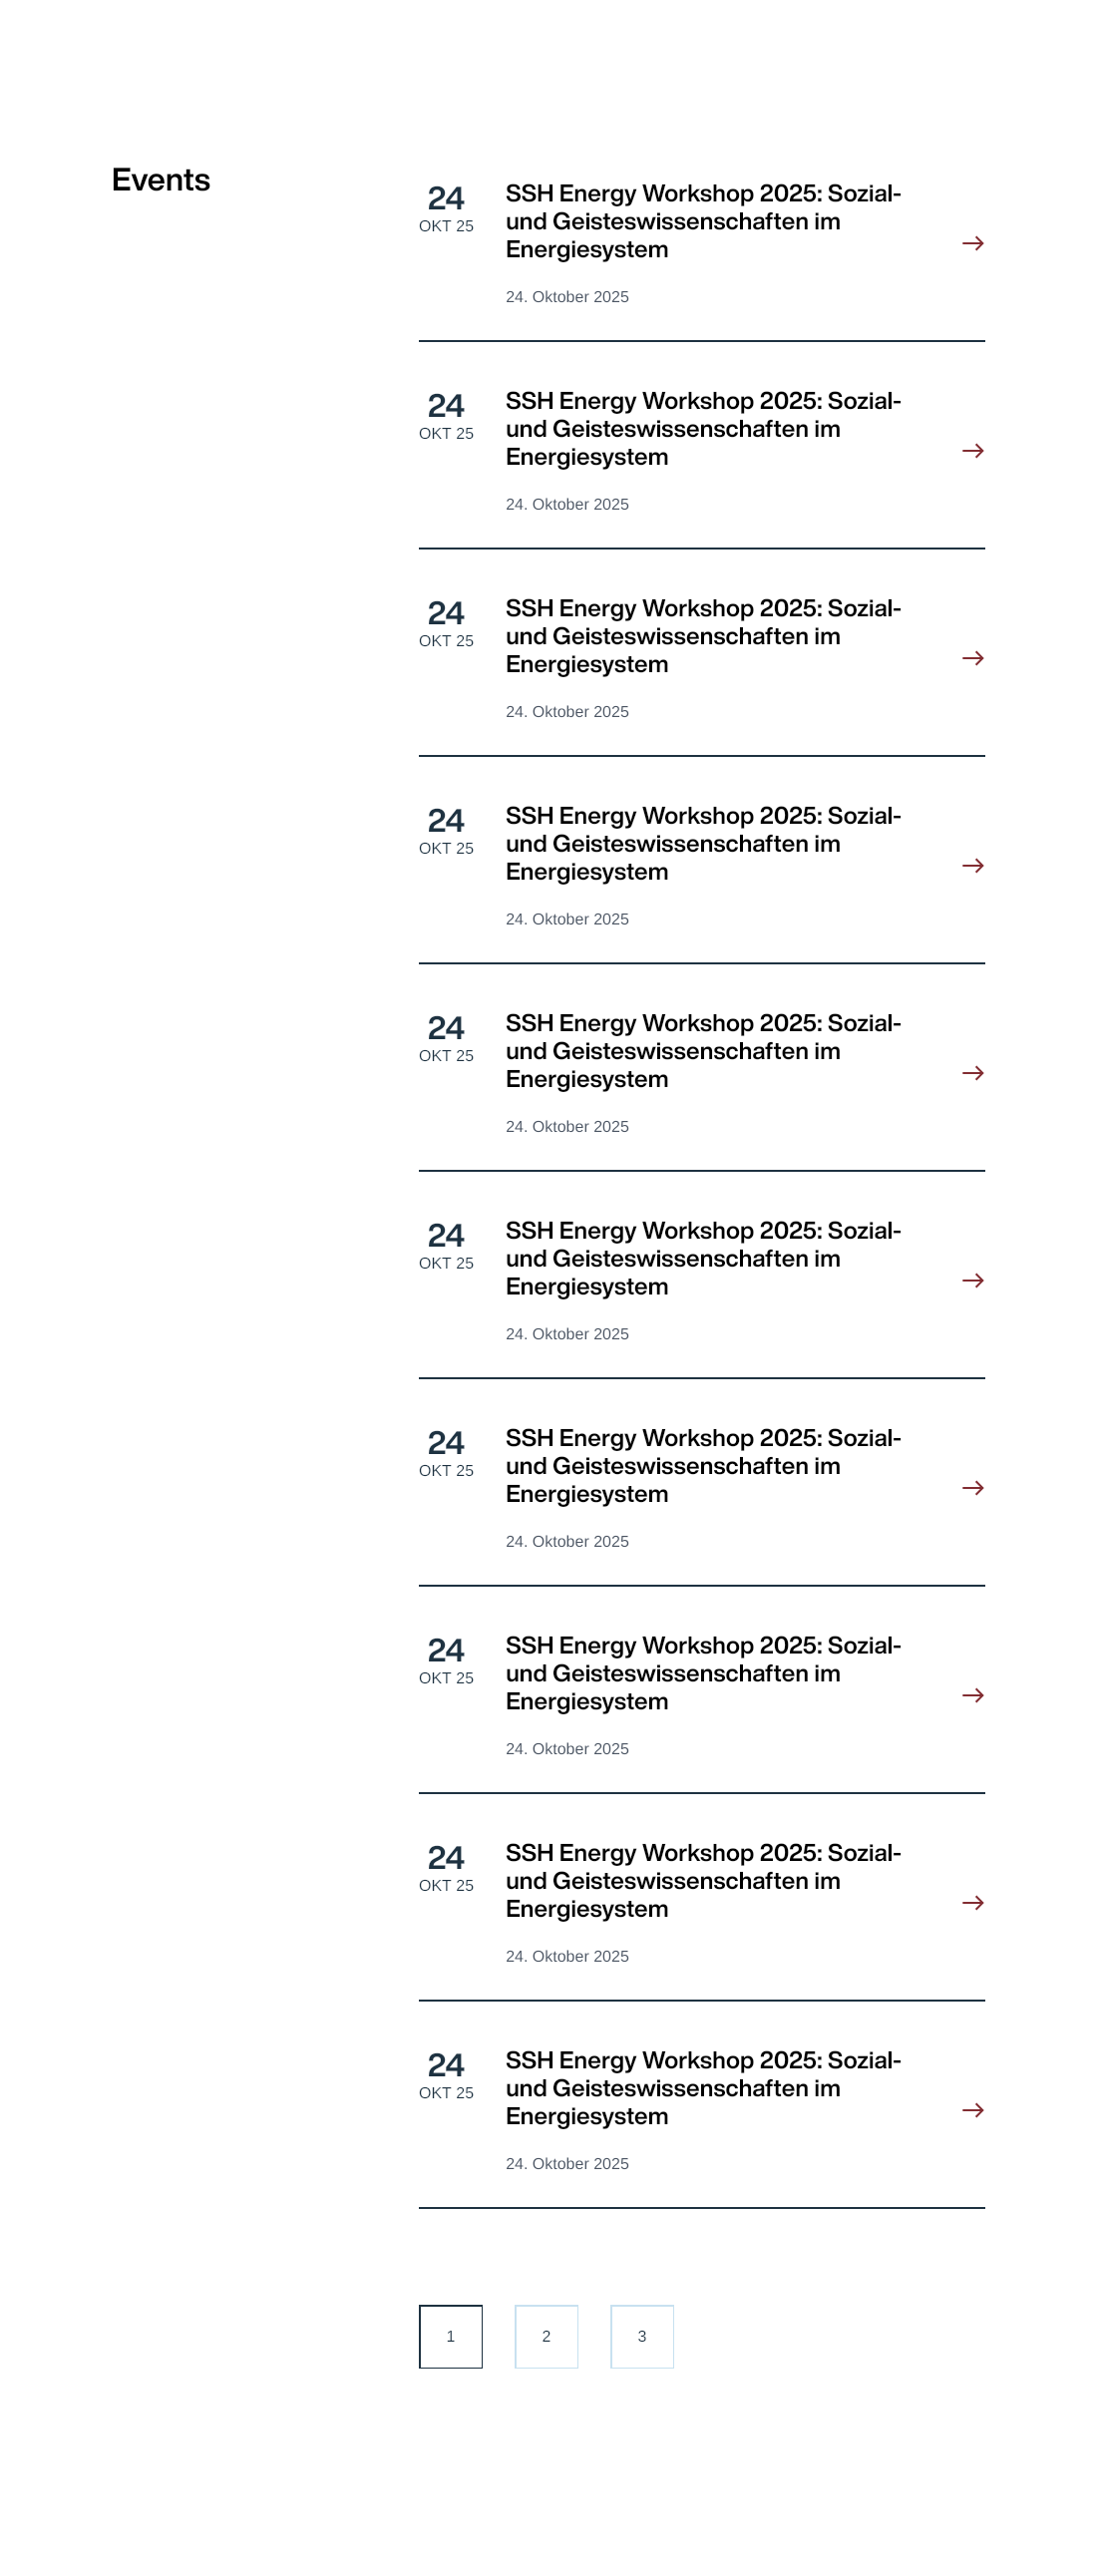 Events
24
OKT 25
SSH Energy Workshop 2025: Sozial-
und Geisteswissenschaften im
Energiesystem
24. Oktober 2025
24
OKT 25
SSH Energy Workshop 2025: Sozial-
und Geisteswissenschaften im
Energiesystem
24. Oktober 2025
24
OKT 25
SSH Energy Workshop 2025: Sozial-
und Geisteswissenschaften im
Energiesystem
24. Oktober 2025
24
OKT 25
SSH Energy Workshop 2025: Sozial-
und Geisteswissenschaften im
Energiesystem
24. Oktober 2025
24
OKT 25
SSH Energy Workshop 2025: Sozial-
und Geisteswissenschaften im
Energiesystem
24. Oktober 2025
24
OKT 25
SSH Energy Workshop 2025: Sozial-
und Geisteswissenschaften im
Energiesystem
24. Oktober 2025
24
OKT 25
SSH Energy Workshop 2025: Sozial-
und Geisteswissenschaften im
Energiesystem
24. Oktober 2025
24
OKT 25
SSH Energy Workshop 2025: Sozial-
und Geisteswissenschaften im
Energiesystem
24. Oktober 2025
24
OKT 25
SSH Energy Workshop 2025: Sozial-
und Geisteswissenschaften im
Energiesystem
24. Oktober 2025
24
OKT 25
SSH Energy Workshop 2025: Sozial-
und Geisteswissenschaften im
Energiesystem
24. Oktober 2025
1 2 3